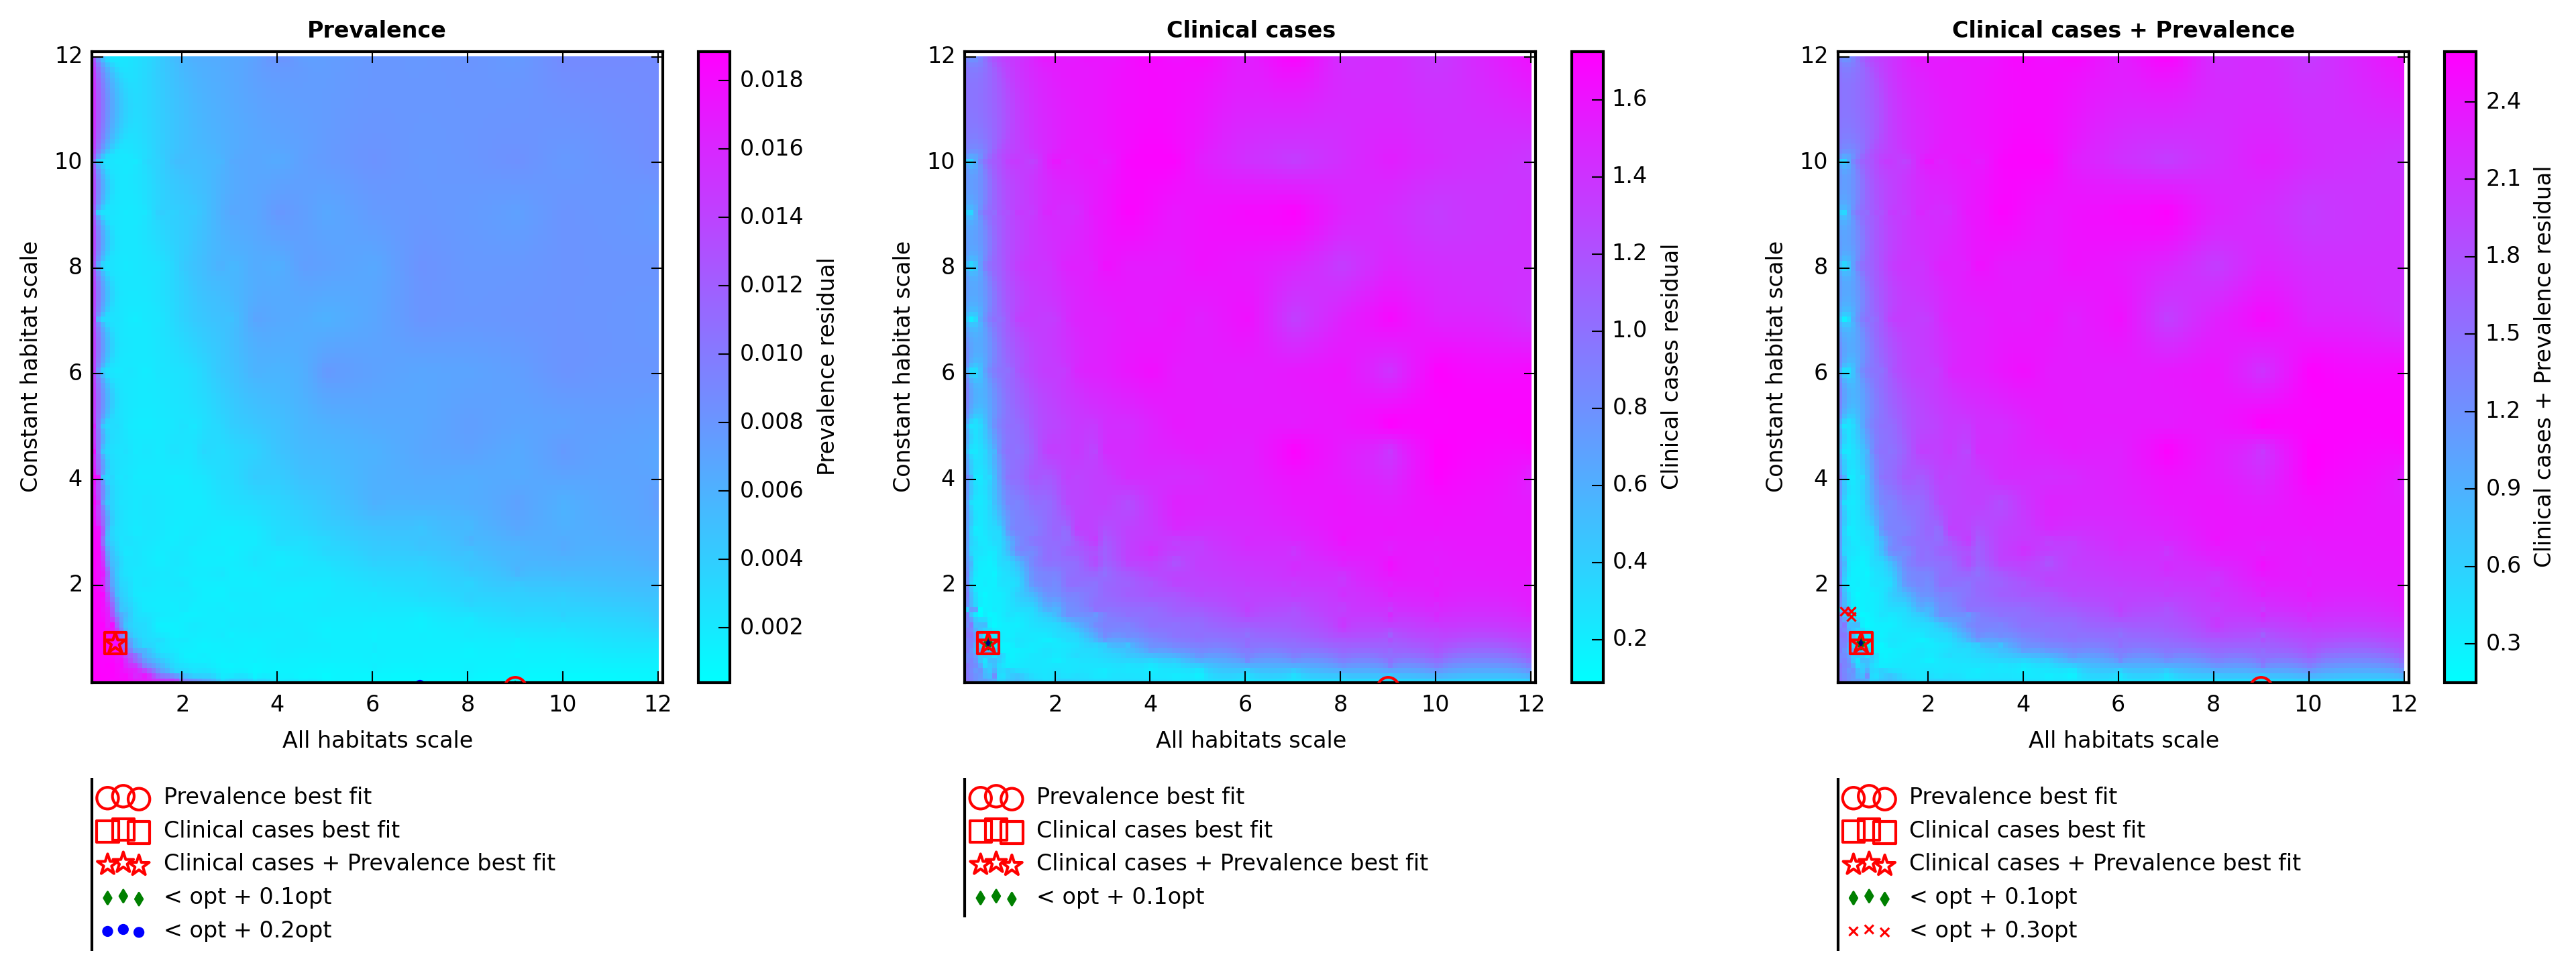 Prevalence
Clinical cases
Clinical cases + Prevalence
12
10
8
6
4
2
Constant habitat scale
2
4
6
8
10
12
All habitats scale
0.018
0.016
0.014
0.012
0.010
0.008
0.006
0.004
0.002
Prevalence residual
Prevalence best fit
Clinical cases best fit
Clinical cases + Prevalence best fit
< opt + 0.1opt
< opt + 0.2opt
12
10
8
6
4
2
Constant habitat scale
2
4
6
8
10
12
All habitats scale
1.6
1.4
1.2
1.0
0.8
0.6
0.4
0.2
Clinical cases residual
Prevalence best fit
Clinical cases best fit
Clinical cases + Prevalence best fit
< opt + 0.1opt
12
10
8
6
4
2
Constant habitat scale
2
4
6
8
10
12
All habitats scale
2.4
2.1
1.8
1.5
1.2
0.9
0.6
0.3
Clinical cases + Prevalence residual
Prevalence best fit
Clinical cases best fit
Clinical cases + Prevalence best fit
< opt + 0.1opt
< opt + 0.3opt